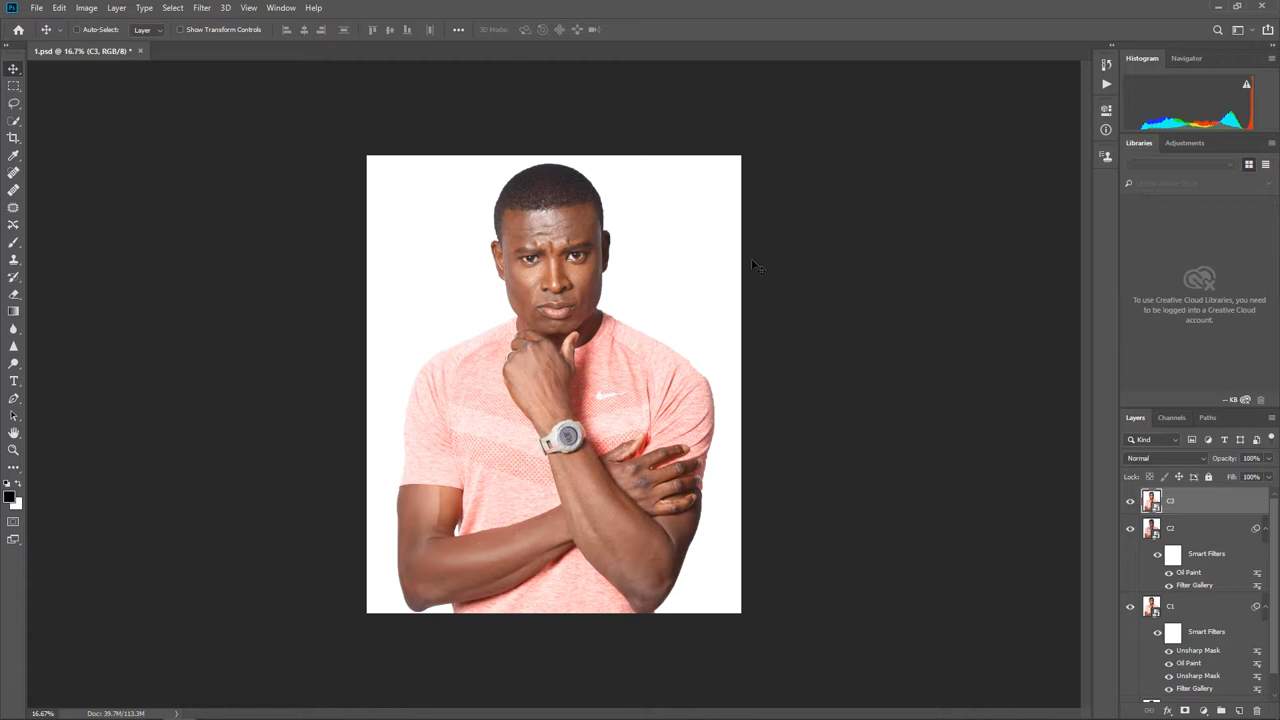 Ps File Edit Image Layer Type Select Filter 3D View Window Help
Auto-Select: Layer Show Transform Controls 3D Mode:
1.psd @ 16.7% (C3, RGB/8) *
Histogram Navigator
Libraries Adjustments
To use Creative Cloud Libraries, you need
to be logged into a Creative Cloud
account.
-- KB
Layers Channels Paths
Kind
Normal Opacity: 100%
Lock: Fill: 100%
C3
C2
Smart Filters
Oil Paint
Filter Gallery
C1
Smart Filters
Unsharp Mask
Oil Paint
Unsharp Mask
Filter Gallery
fx
16.67% Doc: 39.7M/113.3M